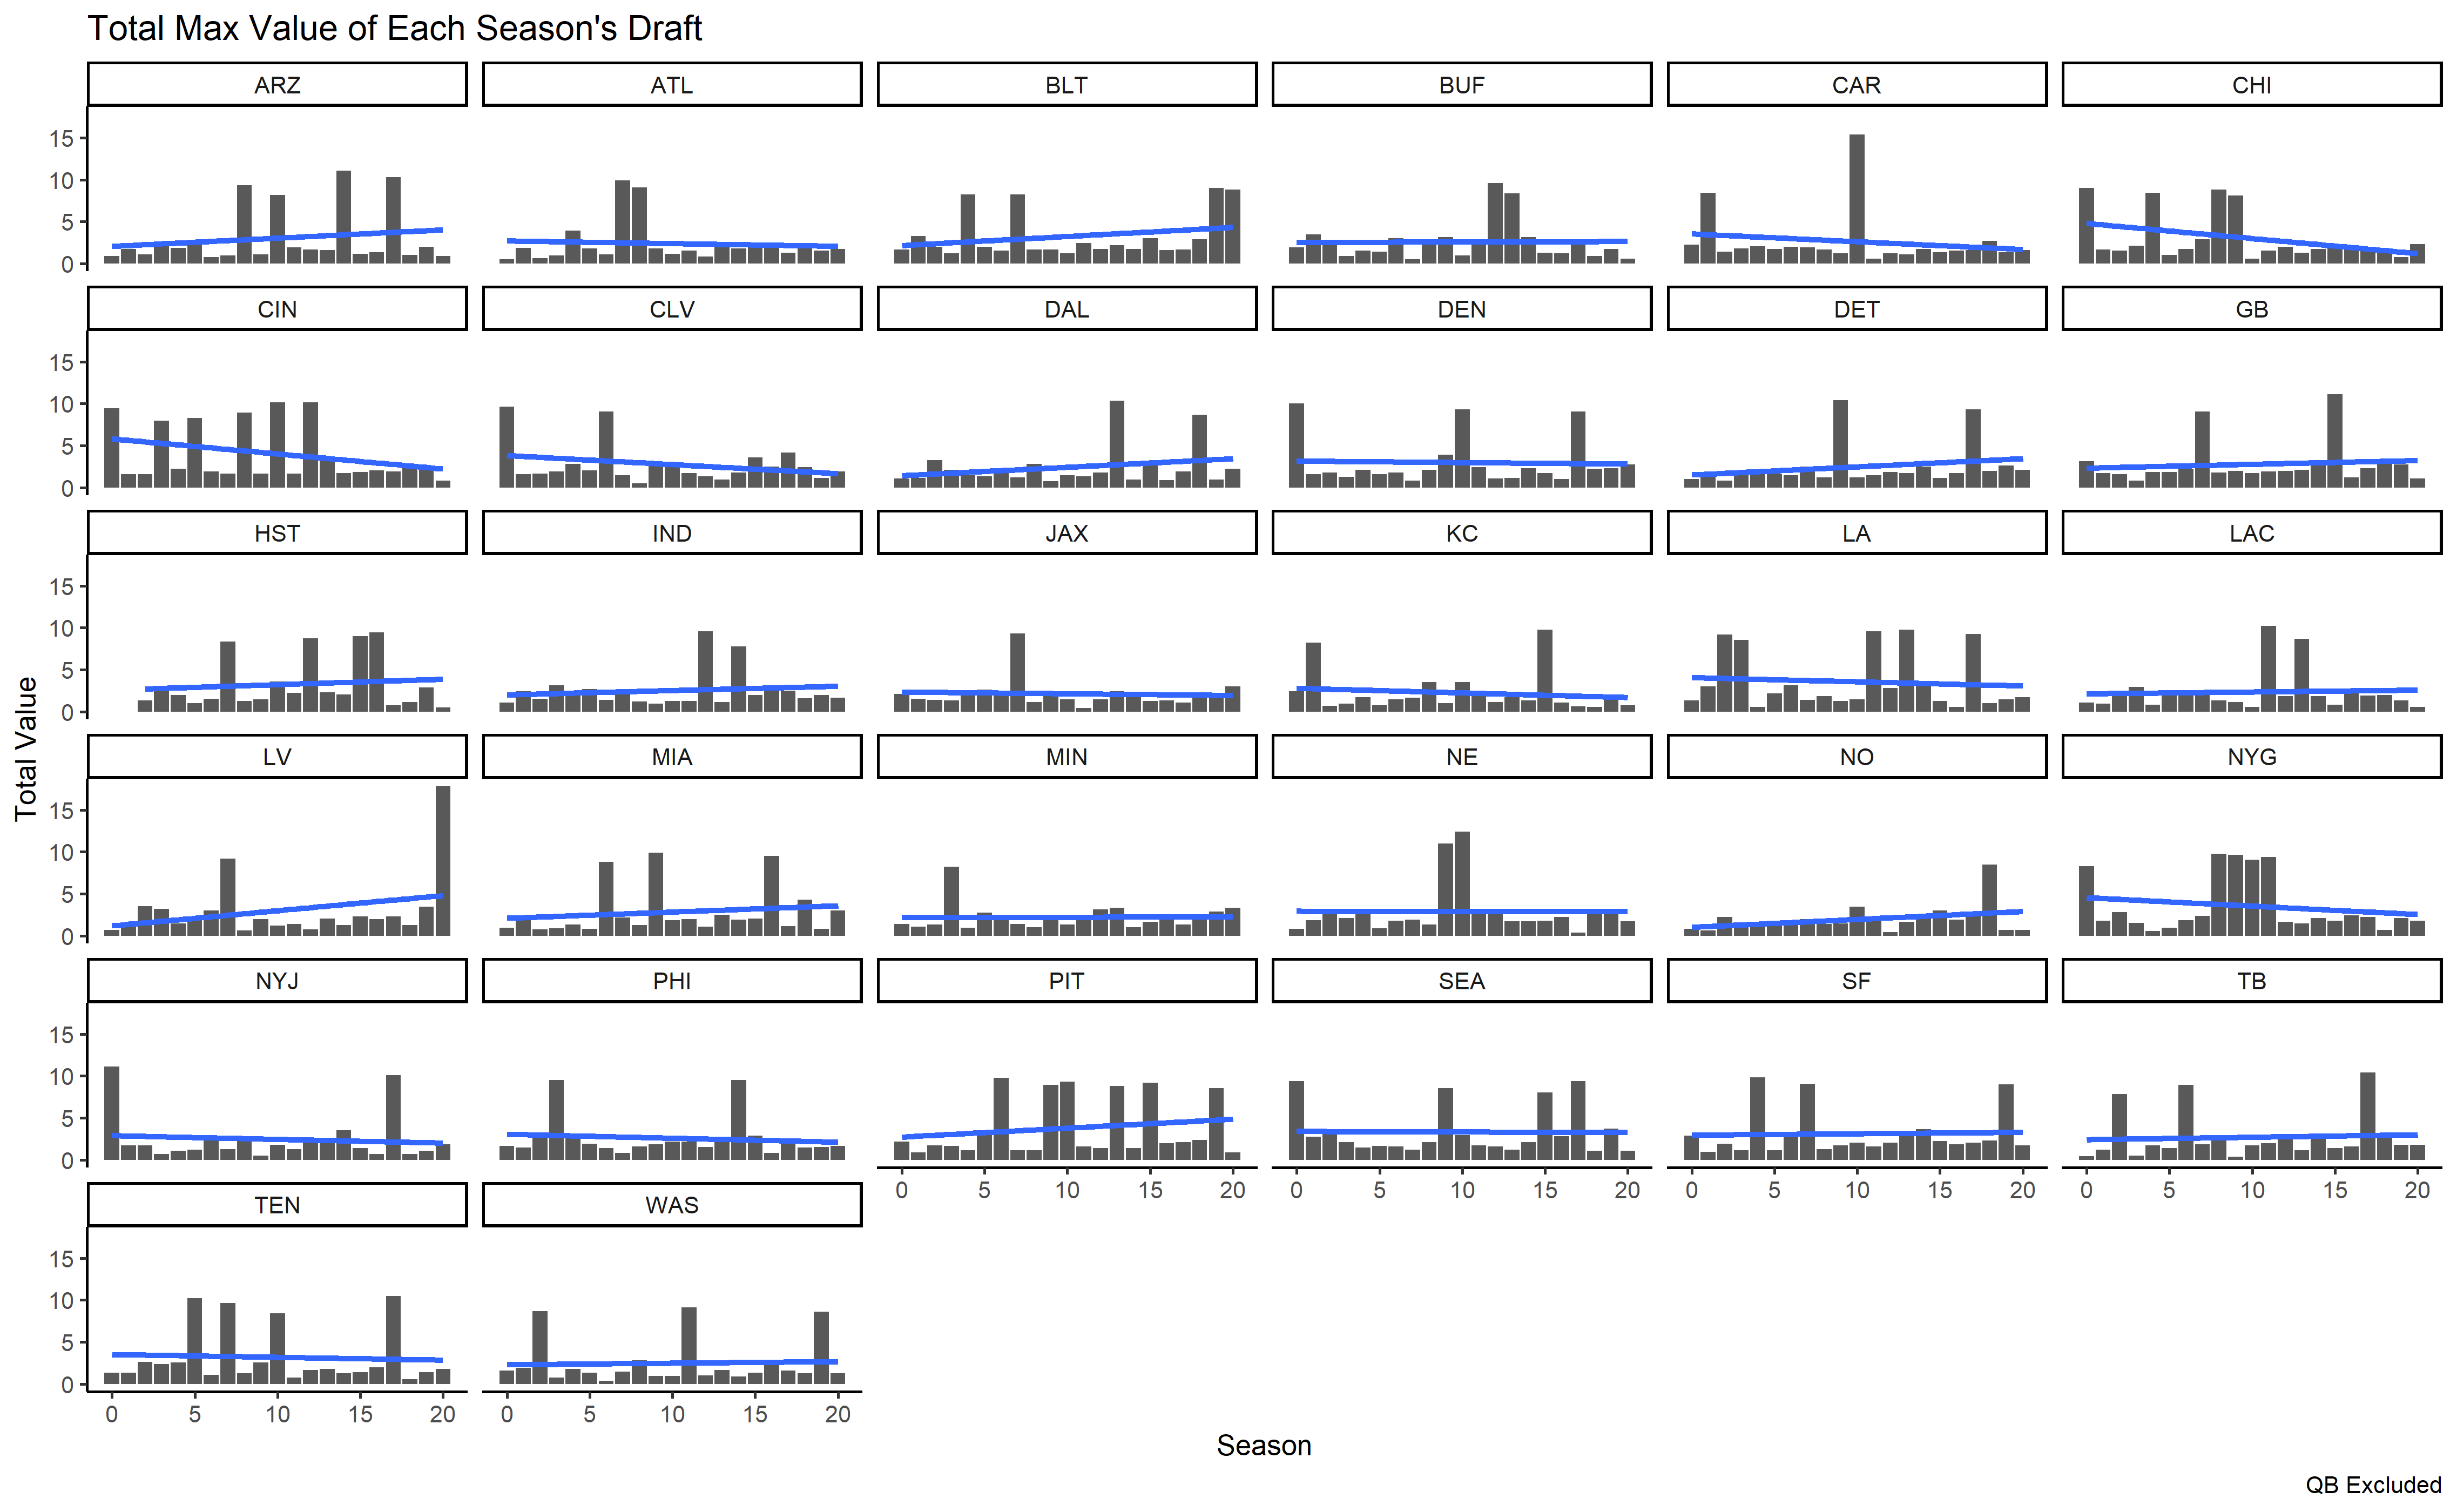 Total Max Value of Each Season's Draft
ARZ ATL BLT BUF CAR CHI
15
10
5
0
CIN CLV DAL DEN DET GB
15
10
5
0
HST IND JAX KC LA LAC
15
10
5
0
LV MIA MIN NE NO NYG
15
10
5
0
NYJ PHI PIT SEA SF TB
15
10
5
0
0 5 10 15 20 0 5 10 15 20 0 5 10 15 20 0 5 10 15 20
TEN WAS
15
10
5
0
0 5 10 15 20 0 5 10 15 20
Total Value
Season
QB Excluded